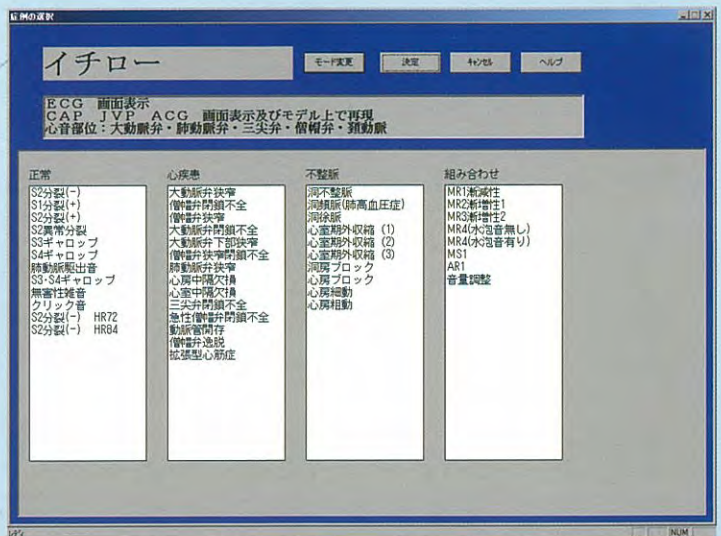 症例の選択
イチロー
モード変更
決定
キャンセル
ヘルプ
ECG 画面表示
CAP JVP ACG 画面表示及びモデル上で再現
心音部位：大動脈弁・肺動脈弁・三尖弁・僧帽弁・頚動脈
正常
S2分裂(-)
S1分裂(+)
S2分裂(+)
S2異常分裂
S3ギャロップ
S4ギャロップ
肺動脈駆出音
S3・S4ギャロップ
無害性雑音
クリック音
S2分裂(-) HR72
S2分裂(-) HR84
心疾患
大動脈弁狭窄
僧帽弁閉鎖不全
僧帽弁狭窄
大動脈弁閉鎖不全
大動脈弁下部狭窄
僧帽弁狭窄閉鎖不全
肺動脈弁狭窄
心房中隔欠損
心室中隔欠損
三尖弁閉鎖不全
急性僧帽弁閉鎖不全
動脈管開存
僧帽弁逸脱
拡張型心筋症
不整脈
洞不整脈
洞頻脈(肺高血圧症)
洞徐脈
心室期外収縮 (1)
心室期外収縮 (2)
心室期外収縮 (3)
洞房ブロック
心房ブロック
心房細動
心房粗動
組み合わせ
MR1漸減性
MR2漸増性1
MR3漸増性2
MR4(水泡音無し)
MR4(水泡音有り)
MS1
AR1
音量調整
レディ
NUM